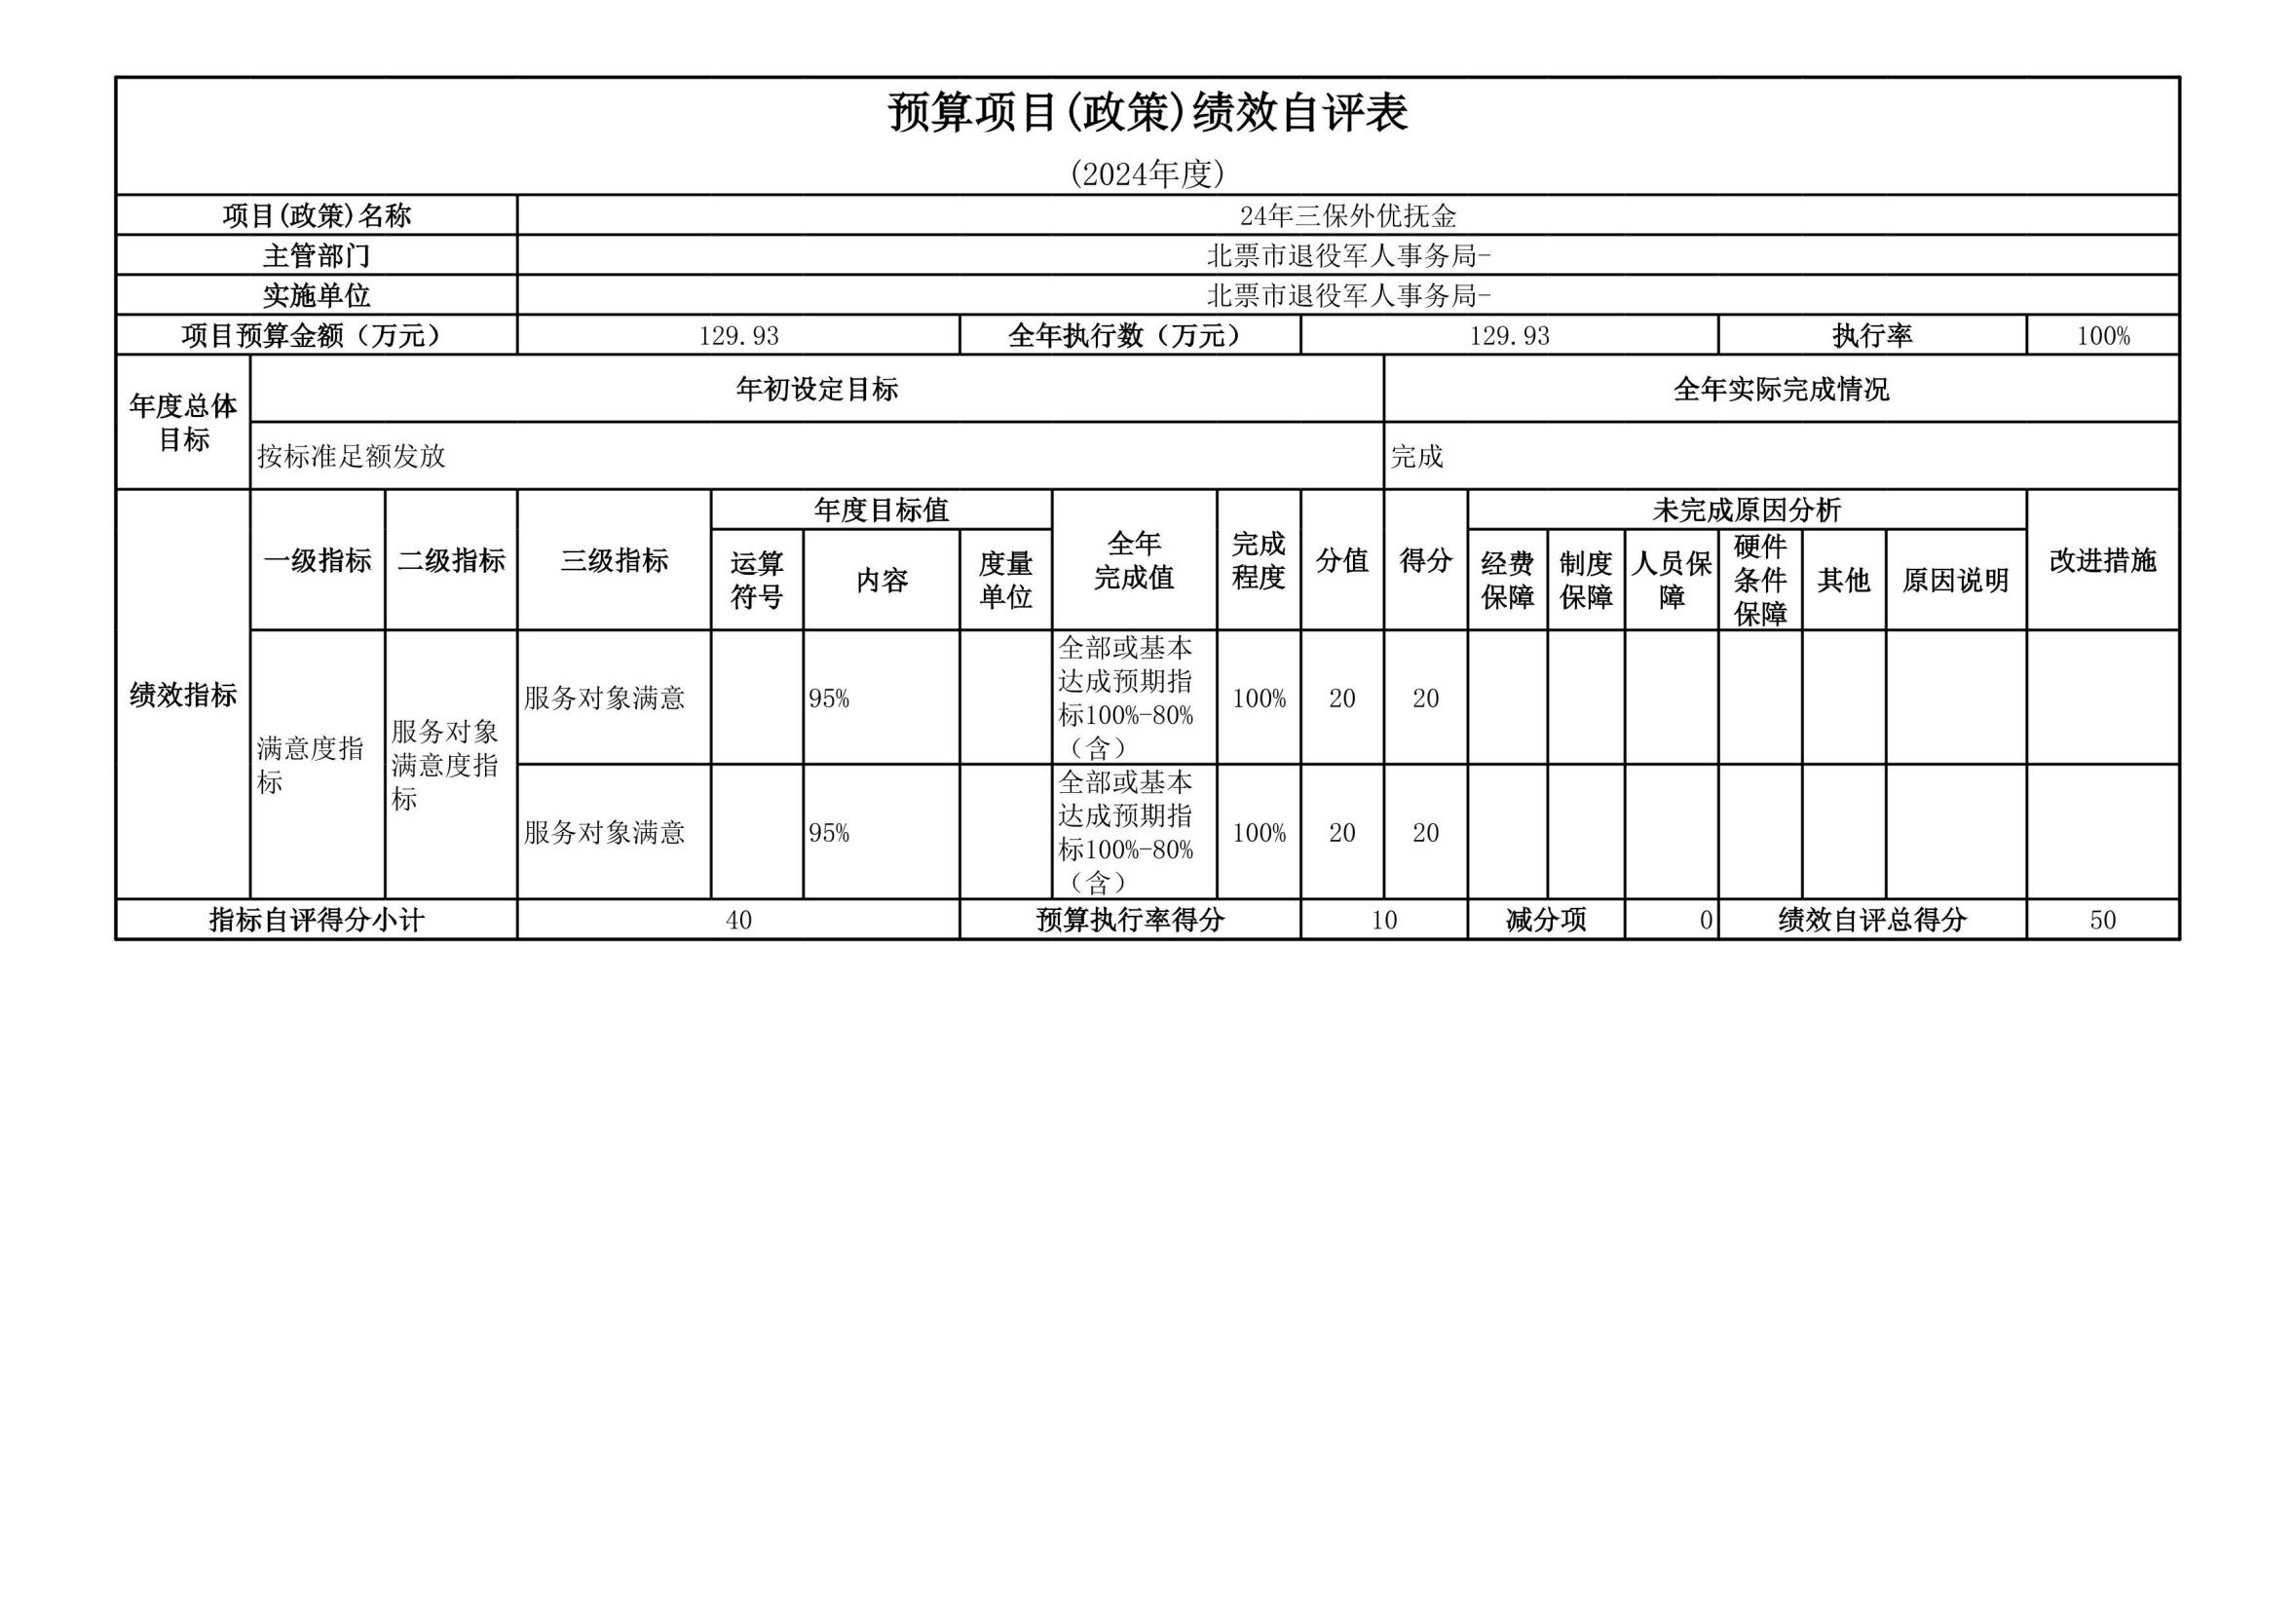 预算项目(政策)绩效自评表
(2024年度)
项目(政策)名称 24年三保外优抚金
主管部门 北票市退役军人事务局-
实施单位 北票市退役军人事务局-
项目预算金额（万元） 129.93 全年执行数（万元） 129.93 执行率 100%
年度总体
目标
年初设定目标 全年实际完成情况
按标准足额发放 完成
绩效指标
一级指标 二级指标 三级指标
年度目标值
运算
符号
内容
度量
单位
全年
完成值
完成
程度
分值 得分
未完成原因分析
经费
保障
制度
保障
人员保
障
硬件
条件
保障
其他 原因说明
改进措施
满意度指
标
服务对象
满意度指
标
服务对象满意 95%
全部或基本
达成预期指
标100%-80%
（含）
100% 20 20
服务对象满意 95%
全部或基本
达成预期指
标100%-80%
（含）
100% 20 20
指标自评得分小计 40 预算执行率得分 10 减分项 0 绩效自评总得分 50